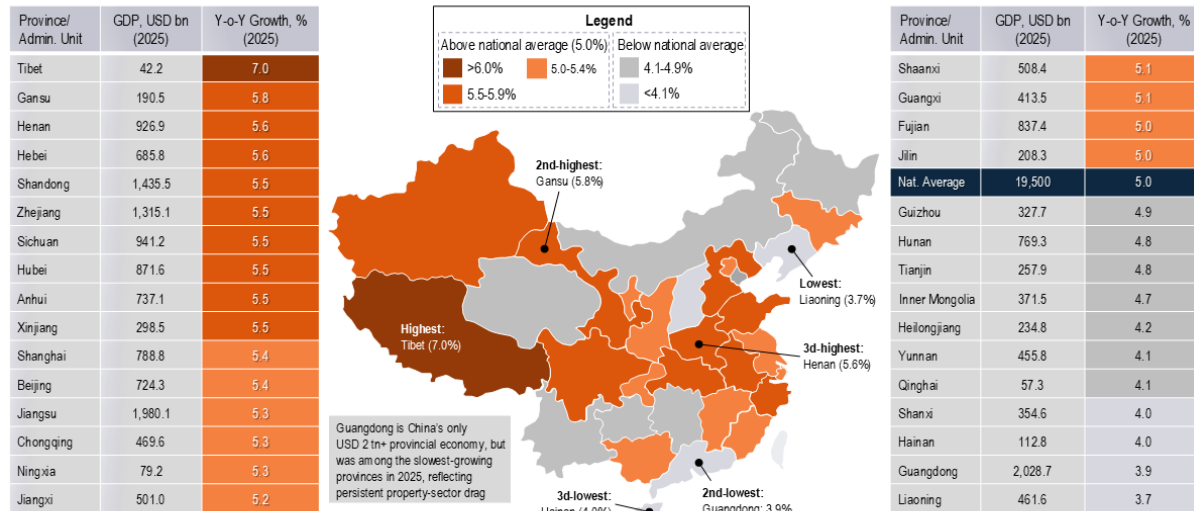 Province/ Admin. Unit GDP, USD bn (2025) Y-o-Y Growth, % (2025)
Tibet 42.2 7.0
Gansu 190.5 5.8
Henan 926.9 5.6
Hebei 685.8 5.6
Shandong 1,435.5 5.5
Zhejiang 1,315.1 5.5
Sichuan 941.2 5.5
Hubei 871.6 5.5
Anhui 737.1 5.5
Xinjiang 298.5 5.5
Shanghai 788.8 5.4
Beijing 724.3 5.4
Jiangsu 1,980.1 5.3
Chongqing 469.6 5.3
Ningxia 79.2 5.3
Jiangxi 501.0 5.2
Legend
Above national average (5.0%)
>6.0% 5.0-5.4%
5.5-5.9%
Below national average
4.1-4.9%
<4.1%
2nd-highest:
Gansu (5.8%)
Highest:
Tibet (7.0%)
Lowest:
Liaoning (3.7%)
3d-highest:
Henan (5.6%)
Guangdong is China's only
USD 2 tn+ provincial economy, but
was among the slowest-growing
provinces in 2025, reflecting
persistent property-sector drag
3d-lowest:
Hainan (4.0%)
2nd-lowest:
Guangdong: 3.9%
Province/ Admin. Unit GDP, USD bn (2025) Y-o-Y Growth, % (2025)
Shaanxi 508.4 5.1
Guangxi 413.5 5.1
Fujian 837.4 5.0
Jilin 208.3 5.0
Nat. Average 19,500 5.0
Guizhou 327.7 4.9
Hunan 769.3 4.8
Tianjin 257.9 4.8
Inner Mongolia 371.5 4.7
Heilongjiang 234.8 4.2
Yunnan 455.8 4.1
Qinghai 57.3 4.1
Shanxi 354.6 4.0
Hainan 112.8 4.0
Guangdong 2,028.7 3.9
Liaoning 461.6 3.7